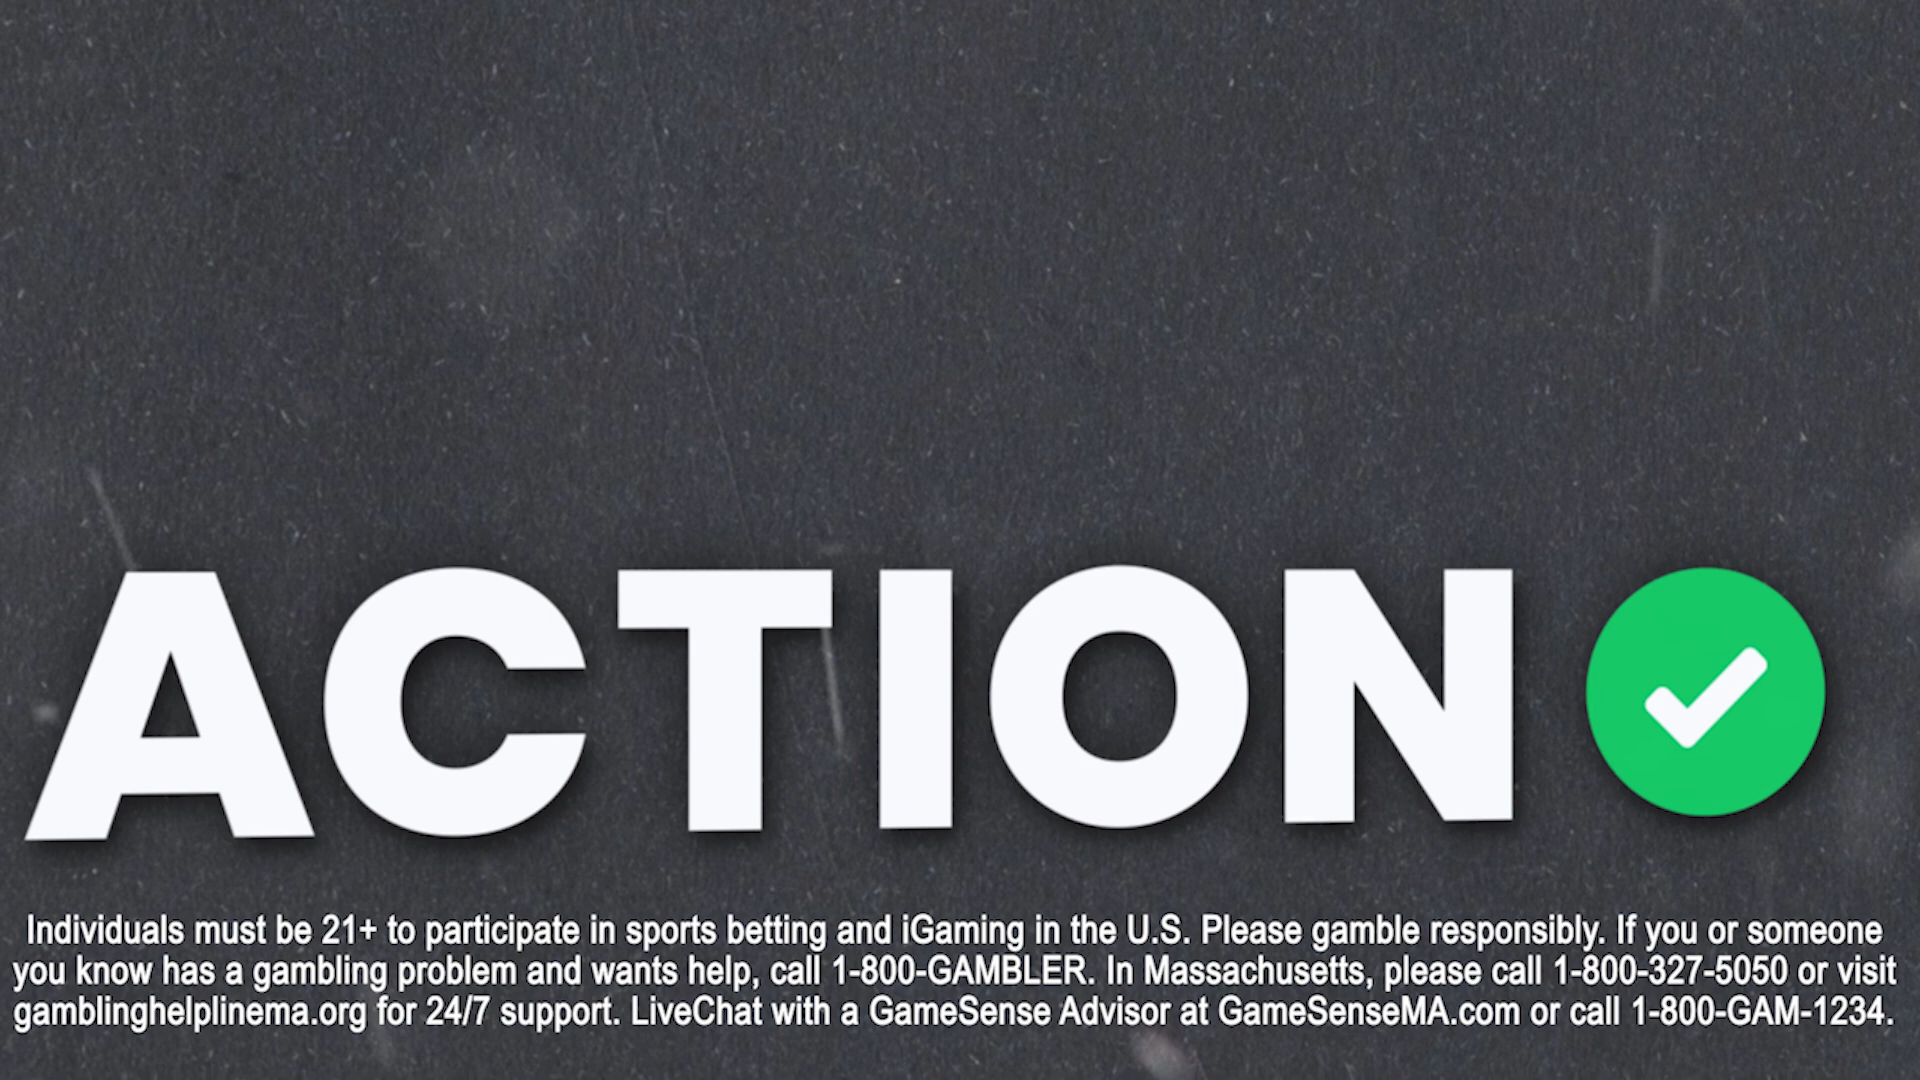 ACTION
Individuals must be 21+ to participate in sports betting and iGaming in the U.S. Please gamble responsibly. If you or someone
you know has a gambling problem and wants help, call 1-800-GAMBLER. In Massachusetts, please call 1-800-327-5050 or visit
gamblinghelplinema.org for 24/7 support. LiveChat with a GameSense Advisor at GameSenseMA.com or call 1-800-GAM-1234.